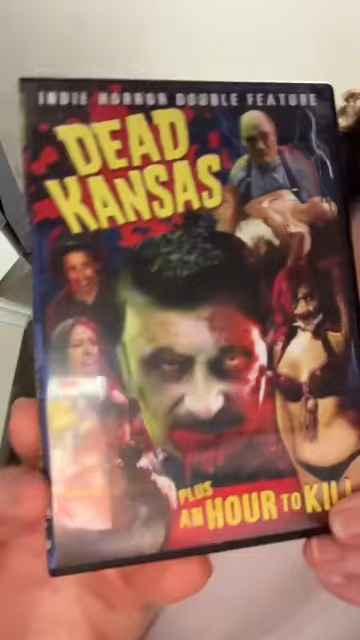 INDIE HORROR DOUBLE FEATURE
DEAD
KANSAS
PLUS
AN HOUR TO KILL